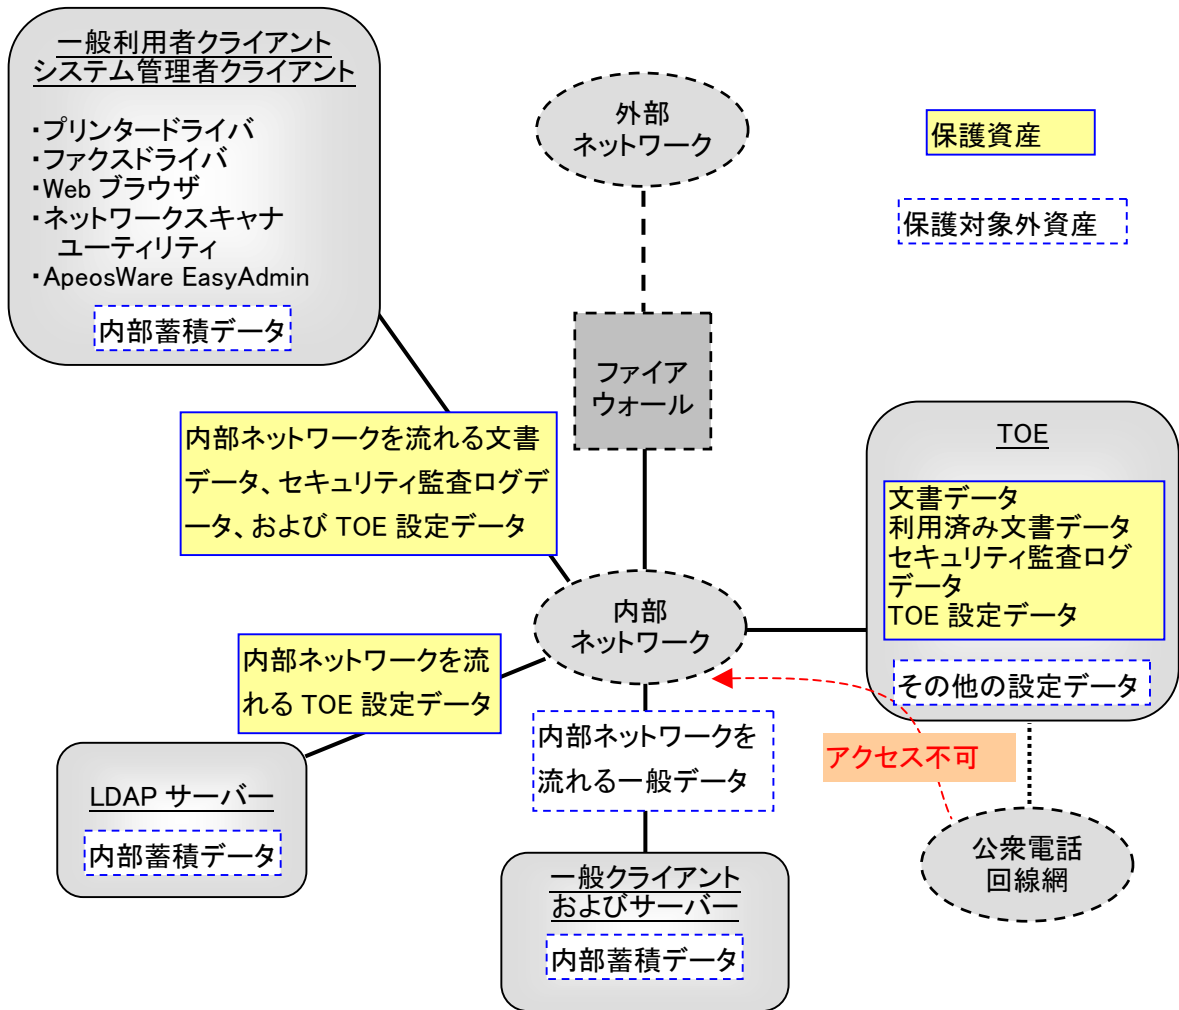 一般利用者クライアント
システム管理者クライアント
・プリンタードライバ
・ファクスドライバ
・Web ブラウザ
・ネットワークスキャナ
ユーティリティ
・ApeosWare EasyAdmin
内部蓄積データ
外部
ネットワーク
保護資産
保護対象外資産
ファイア
ウォール
内部ネットワークを流れる文書
データ、セキュリティ監査ログデ
ータ、および TOE 設定データ
TOE
文書データ
利用済み文書データ
セキュリティ監査ログ
データ
TOE 設定データ
その他の設定データ
内部
ネットワーク
内部ネットワークを流
れる TOE 設定データ
内部ネットワークを
流れる一般データ
アクセス不可
LDAP サーバー
内部蓄積データ
公衆電話
回線網
一般クライアント
およびサーバー
内部蓄積データ